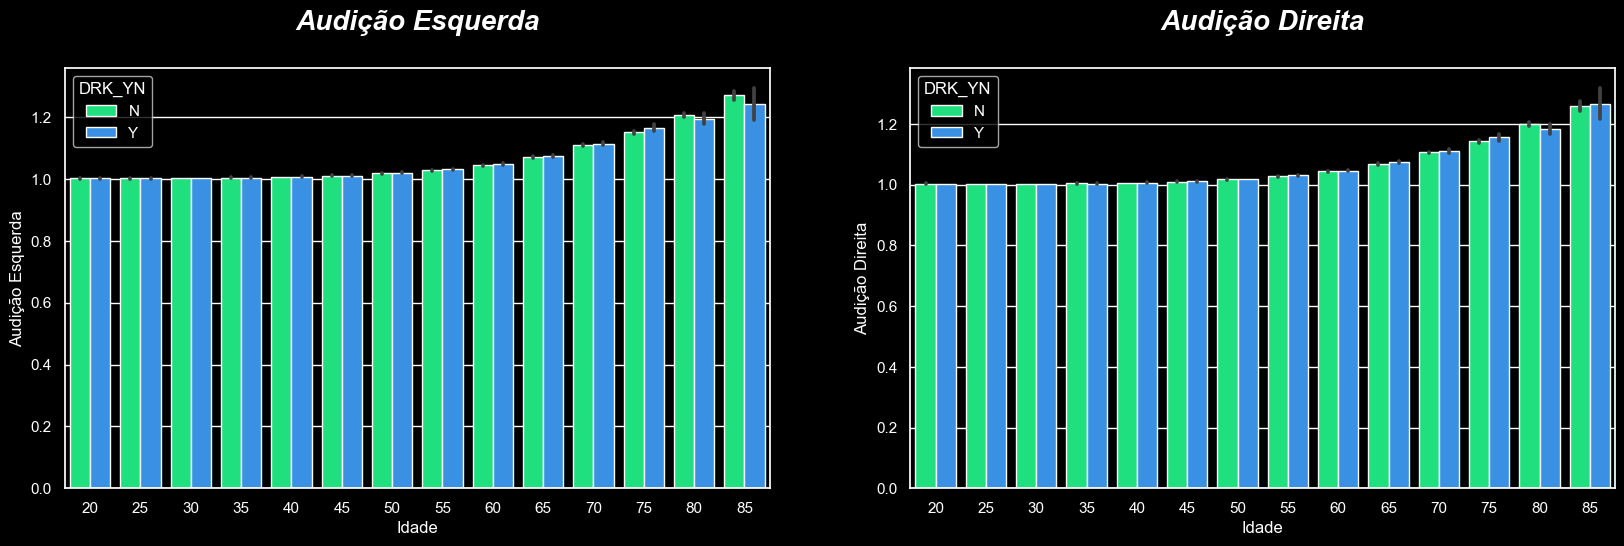 Audição Esquerda
DRK_YN
N
Y
Audição Esquerda
1.2
1.0
0.8
0.6
0.4
0.2
0.0
20 25 30 35 40 45 50 55 60 65 70 75 80 85
Idade
Audição Direita
DRK_YN
N
Y
Audição Direita
1.2
1.0
0.8
0.6
0.4
0.2
0.0
20 25 30 35 40 45 50 55 60 65 70 75 80 85
Idade